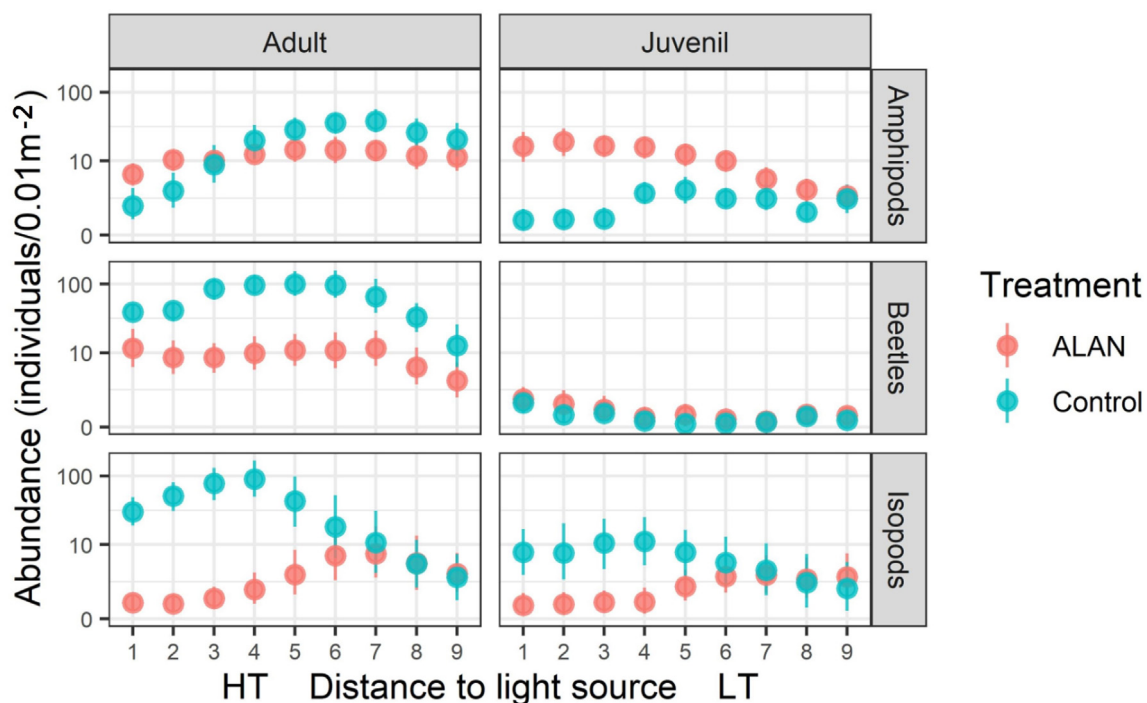 Adult Juvenil
Abundance (individuals/0.01m⁻²)
100
10
0
Amphipods
100
10
0
Beetles
100
10
0
Isopods
1 2 3 4 5 6 7 8 9 1 2 3 4 5 6 7 8 9
HT Distance to light source LT
Treatment
ALAN
Control